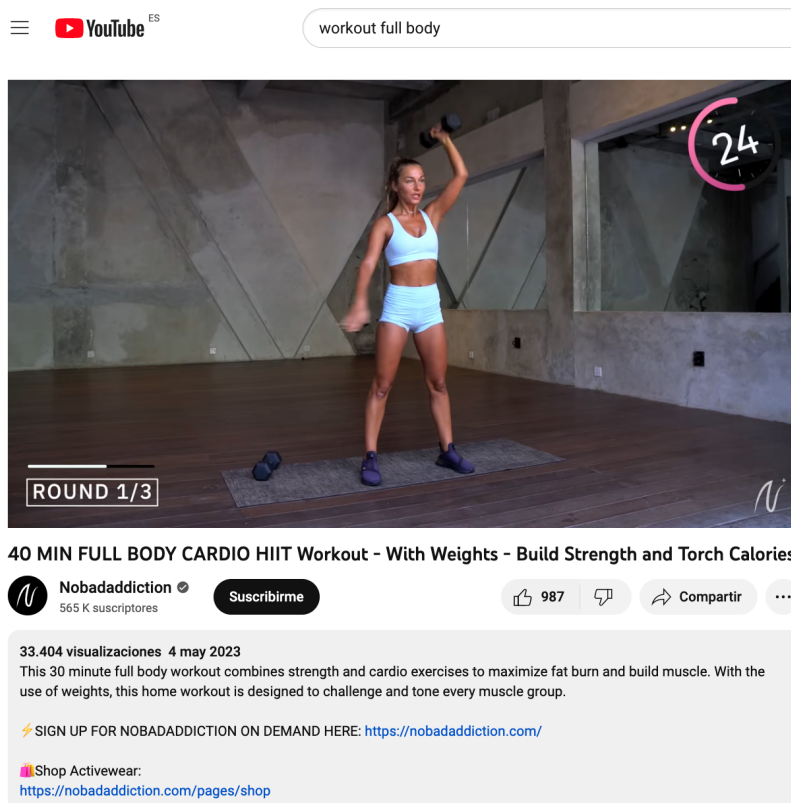 YouTube ES
workout full body
24
ROUND 1/3
40 MIN FULL BODY CARDIO HIIT Workout - With Weights - Build Strength and Torch Calories
Nobadaddiction
565 K suscriptores
Suscribirme
987
Compartir
33.404 visualizaciones 4 may 2023
This 30 minute full body workout combines strength and cardio exercises to maximize fat burn and build muscle. With the
use of weights, this home workout is designed to challenge and tone every muscle group.
⚡SIGN UP FOR NOBADADDICTION ON DEMAND HERE: https://nobadaddiction.com/
🛍️Shop Activewear:
https://nobadaddiction.com/pages/shop